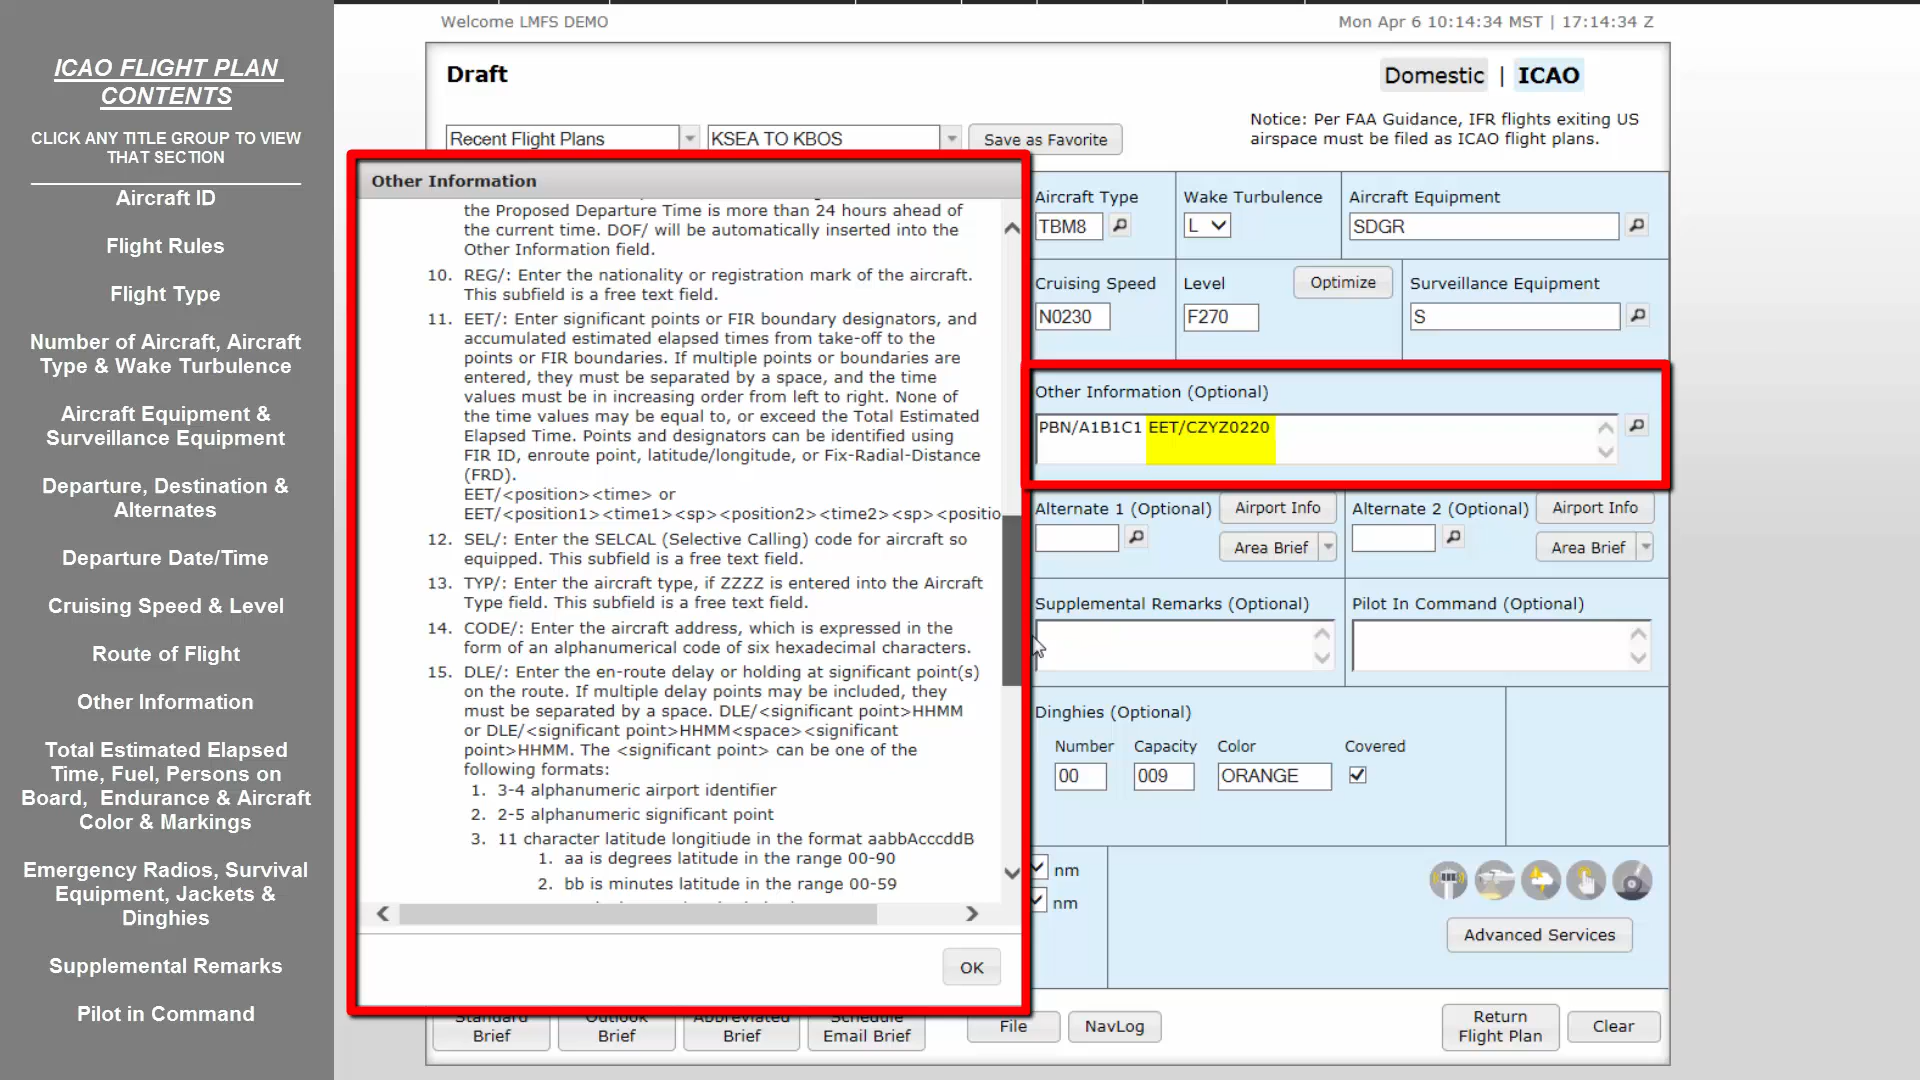 ICAO FLIGHT PLAN
CONTENTS
CLICK ANY TITLE GROUP TO VIEW
THAT SECTION
Aircraft ID
Flight Rules
Flight Type
Number of Aircraft, Aircraft
Type & Wake Turbulence
Aircraft Equipment &
Surveillance Equipment
Departure, Destination &
Alternates
Departure Date/Time
Cruising Speed & Level
Route of Flight
Other Information
Total Estimated Elapsed
Time, Fuel, Persons on
Board, Endurance & Aircraft
Color & Markings
Emergency Radios, Survival
Equipment, Jackets &
Dinghies
Supplemental Remarks
Pilot in Command
Welcome LMFS DEMO
Mon Apr 6 10:14:34 MST | 17:14:34 Z
Draft
Domestic | ICAO
Notice: Per FAA Guidance, IFR flights exiting US
airspace must be filed as ICAO flight plans.
Recent Flight Plans
KSEA TO KBOS
Save as Favorite
Other Information
the Proposed Departure Time is more than 24 hours ahead of
the current time. DOF/ will be automatically inserted into the
Other Information field.
10. REG/: Enter the nationality or registration mark of the aircraft.
This subfield is a free text field.
11. EET/: Enter significant points or FIR boundary designators, and
accumulated estimated elapsed times from take-off to the
points or FIR boundaries. If multiple points or boundaries are
entered, they must be separated by a space, and the time
values must be in increasing order from left to right. None of
the time values may be equal to, or exceed the Total Estimated
Elapsed Time. Points and designators can be identified using
FIR ID, enroute point, latitude/longitude, or Fix-Radial-Distance
(FRD).
EET/<position><time> or
EET/<position1><time1><sp><position2><time2><sp><positio
12. SEL/: Enter the SELCAL (Selective Calling) code for aircraft so
equipped. This subfield is a free text field.
13. TYP/: Enter the aircraft type, if ZZZZ is entered into the Aircraft
Type field. This subfield is a free text field.
14. CODE/: Enter the aircraft address, which is expressed in the
form of an alphanumerical code of six hexadecimal characters.
15. DLE/: Enter the en-route delay or holding at significant point(s)
on the route. If multiple delay points may be included, they
must be separated by a space. DLE/<significant point>HHMM
or DLE/<significant point>HHMM<space><significant
point>HHMM. The <significant point> can be one of the
following formats:
1. 3-4 alphanumeric airport identifier
2. 2-5 alphanumeric significant point
3. 11 character latitude longitiude in the format aabbAcccddB
1. aa is degrees latitude in the range 00-90
2. bb is minutes latitude in the range 00-59
OK
Aircraft Type
TBM8
Wake Turbulence
L
Aircraft Equipment
SDGR
Cruising Speed
N0230
Level
F270
Optimize
Surveillance Equipment
S
Other Information (Optional)
PBN/A1B1C1 EET/CZYZ0220
Alternate 1 (Optional)
Airport Info
Area Brief
Alternate 2 (Optional)
Airport Info
Area Brief
Supplemental Remarks (Optional)
Pilot In Command (Optional)
Dinghies (Optional)
Number Capacity Color Covered
00 009 ORANGE
nm
nm
Advanced Services
Standard
Brief
Outlook
Brief
Abbreviated
Brief
Schedule
Email Brief
File
NavLog
Return
Flight Plan
Clear